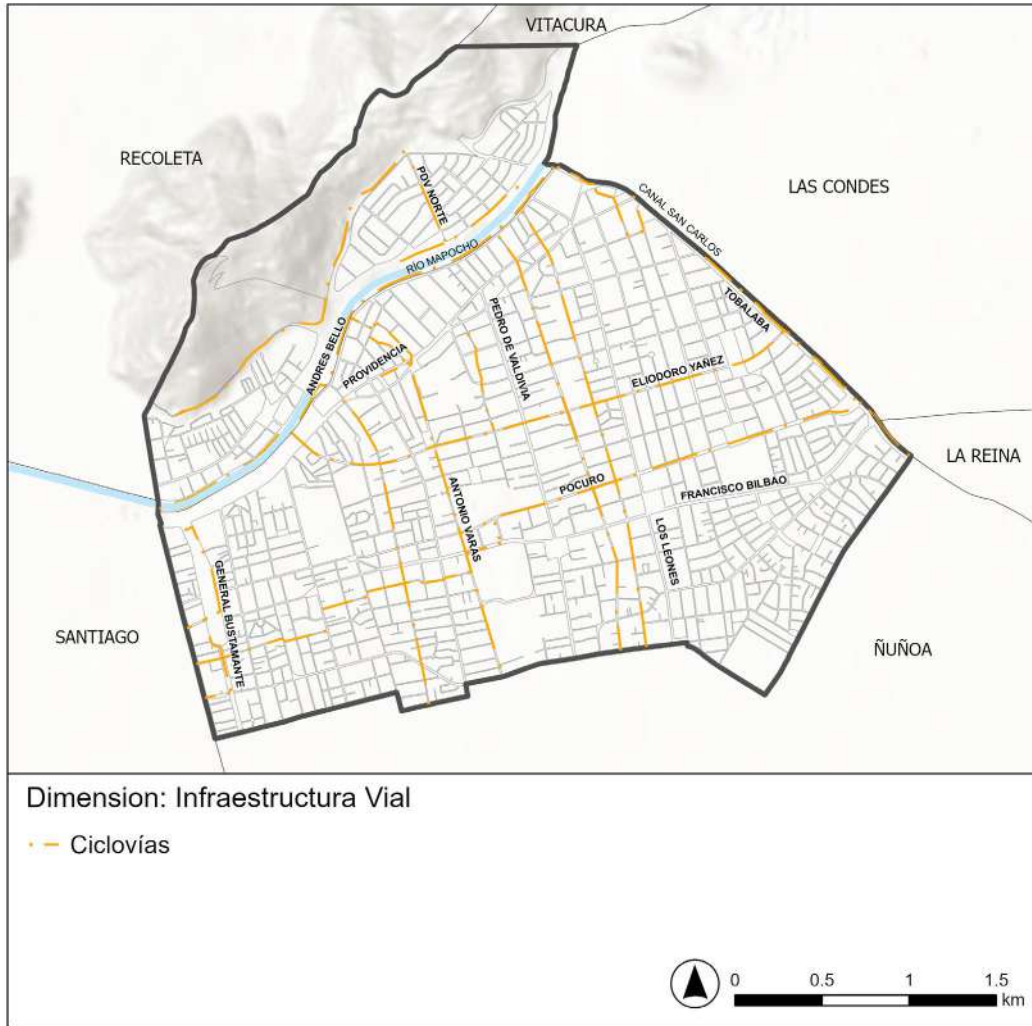 VITACURA
RECOLETA
LAS CONDES
PDV NORTE
CANAL SAN CARLOS
RÍO MAPOCHO
TOBALABA
PEDRO DE VALDIVIA
ANDRES BELLO
PROVIDENCIA
ELIODORO YAÑEZ
LA REINA
POCURO
FRANCISCO BILBAO
ANTONIO VARAS
LOS LEONES
GENERAL BUSTAMANTE
SANTIAGO
ÑUÑOA
Dimension: Infraestructura Vial
Ciclovías
0 0.5 1 1.5
km